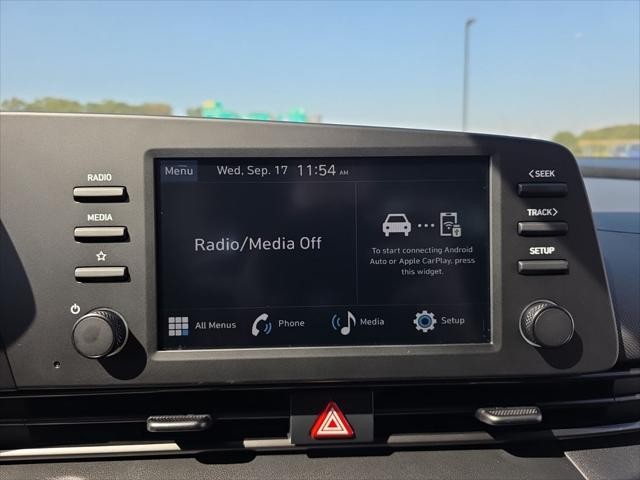 Menu Wed, Sep. 17 11:54 AM
RADIO
MEDIA
Radio/Media Off
To start connecting Android
Auto or Apple CarPlay, press
this widget.
All Menus Phone Media Setup
< SEEK
TRACK >
SETUP